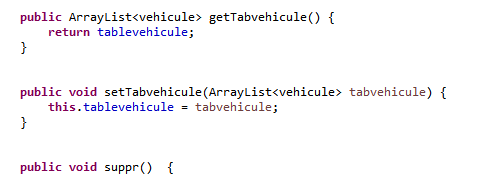 public ArrayList<vehicule> getTabvehicule() {
return tablevehicule;
}
public void setTabvehicule(ArrayList<vehicule> tabvehicule) {
this.tablevehicule = tabvehicule;
}
public void suppr() {